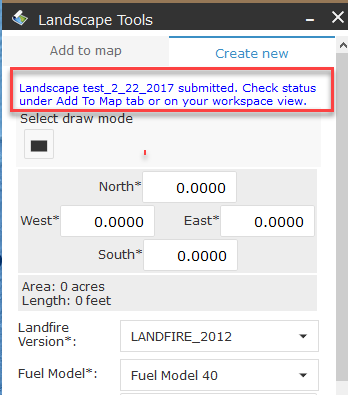 Landscape Tools
Add to map
Create new
Landscape test_2_22_2017 submitted. Check status
under Add To Map tab or on your workspace view.
Select draw mode
North* 0.0000
West* 0.0000 East* 0.0000
South* 0.0000
Area: 0 acres
Length: 0 feet
Landfire
Version*:
LANDFIRE_2012
Fuel Model*: Fuel Model 40